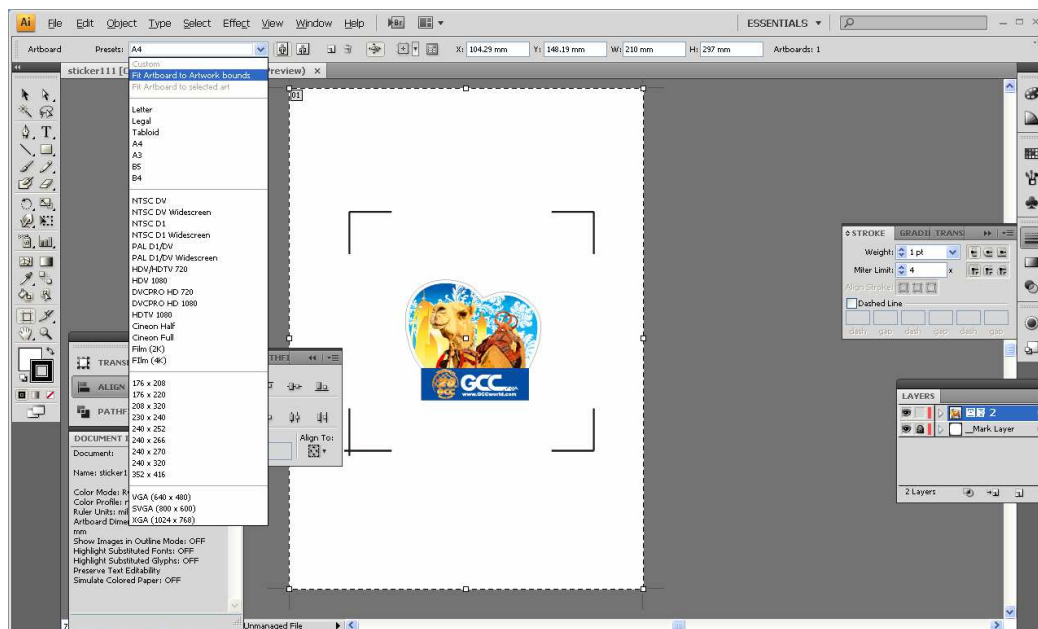 Ai File Edit Object Type Select Effect View Window Help Br ESSENTIALS
Artboard Presets: A4 X: 104.29 mm Y: 148.19 mm W: 210 mm H: 297 mm Artboards: 1
sticker111 review) ×
Custom
Fit Artboard to Artwork bounds
Fit Artboard to selected art
Letter
Legal
Tabloid
A4
A3
B5
B4
NTSC DV
NTSC DV Widescreen
NTSC D1
NTSC D1 Widescreen
PAL D1/DV
PAL D1/DV Widescreen
HDV/HDTV 720
HDV 1080
DVCPRO HD 720
DVCPRO HD 1080
HDTV 1080
Cineon Half
Cineon Full
Film (2K)
Film (4K)
176 x 208
176 x 220
208 x 320
230 x 240
240 x 252
240 x 266
240 x 270
240 x 320
352 x 416
VGA (640 x 480)
SVGA (800 x 600)
XGA (1024 x 768)
01
GCC
www.GCCworld.com
TRANS
ALIGN
PATHF
THFI
Align To:
DOCUMENT I
Document:
Name: sticker1
Color Mode: R
Color Profile: n
Ruler Units: mil
Artboard Dime
mm
Show Images in Outline Mode: OFF
Highlight Substituted Fonts: OFF
Highlight Substituted Glyphs: OFF
Preserve Text Editability
Simulate Colored Paper: OFF
Unmanaged File
STROKE GRADII TRANS
Weight: 1 pt
Miter Limit: 4 x
Align Stroke:
Dashed Line
dash gap dash gap dash gap
LAYERS
圖層 2
__Mark Layer
2 Layers